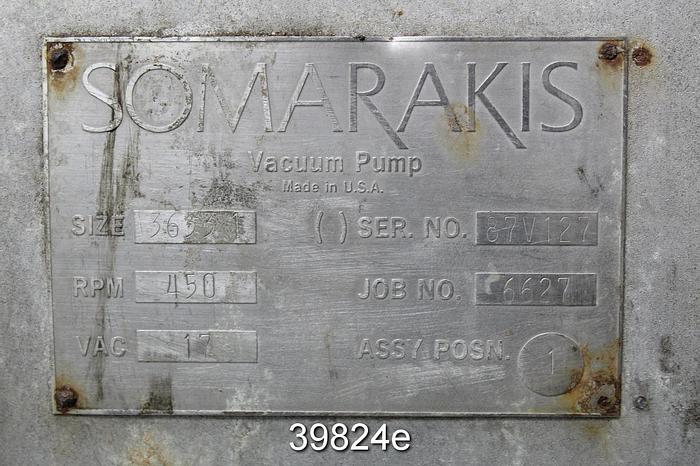 SOMARAKIS
Vacuum Pump
Made in U.S.A.
SIZE ( ) SER. NO. 87V127
RPM 450 JOB NO. 6627
VAC 17 ASSY POSN. 1
39824e